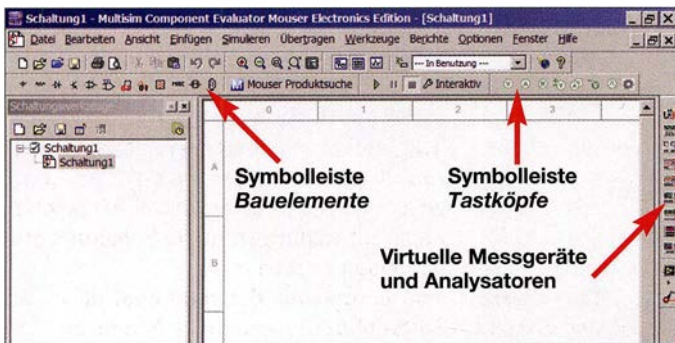 Schaltung1 - Multisim Component Evaluator Mouser Electronics Edition - [Schaltung1]
Datei Bearbeiten Ansicht Einfügen Simulieren Übertragen Werkzeuge Berichte Optionen Fenster Hilfe
--- In Benutzung ---
Mouser Produktsuche Interaktiv
Schaltungswerkzeuge
0 1 2 3
Schaltung1
Schaltung1
A
B
Symbolleiste
Bauelemente
Symbolleiste
Tastköpfe
Virtuelle Messgeräte
und Analysatoren